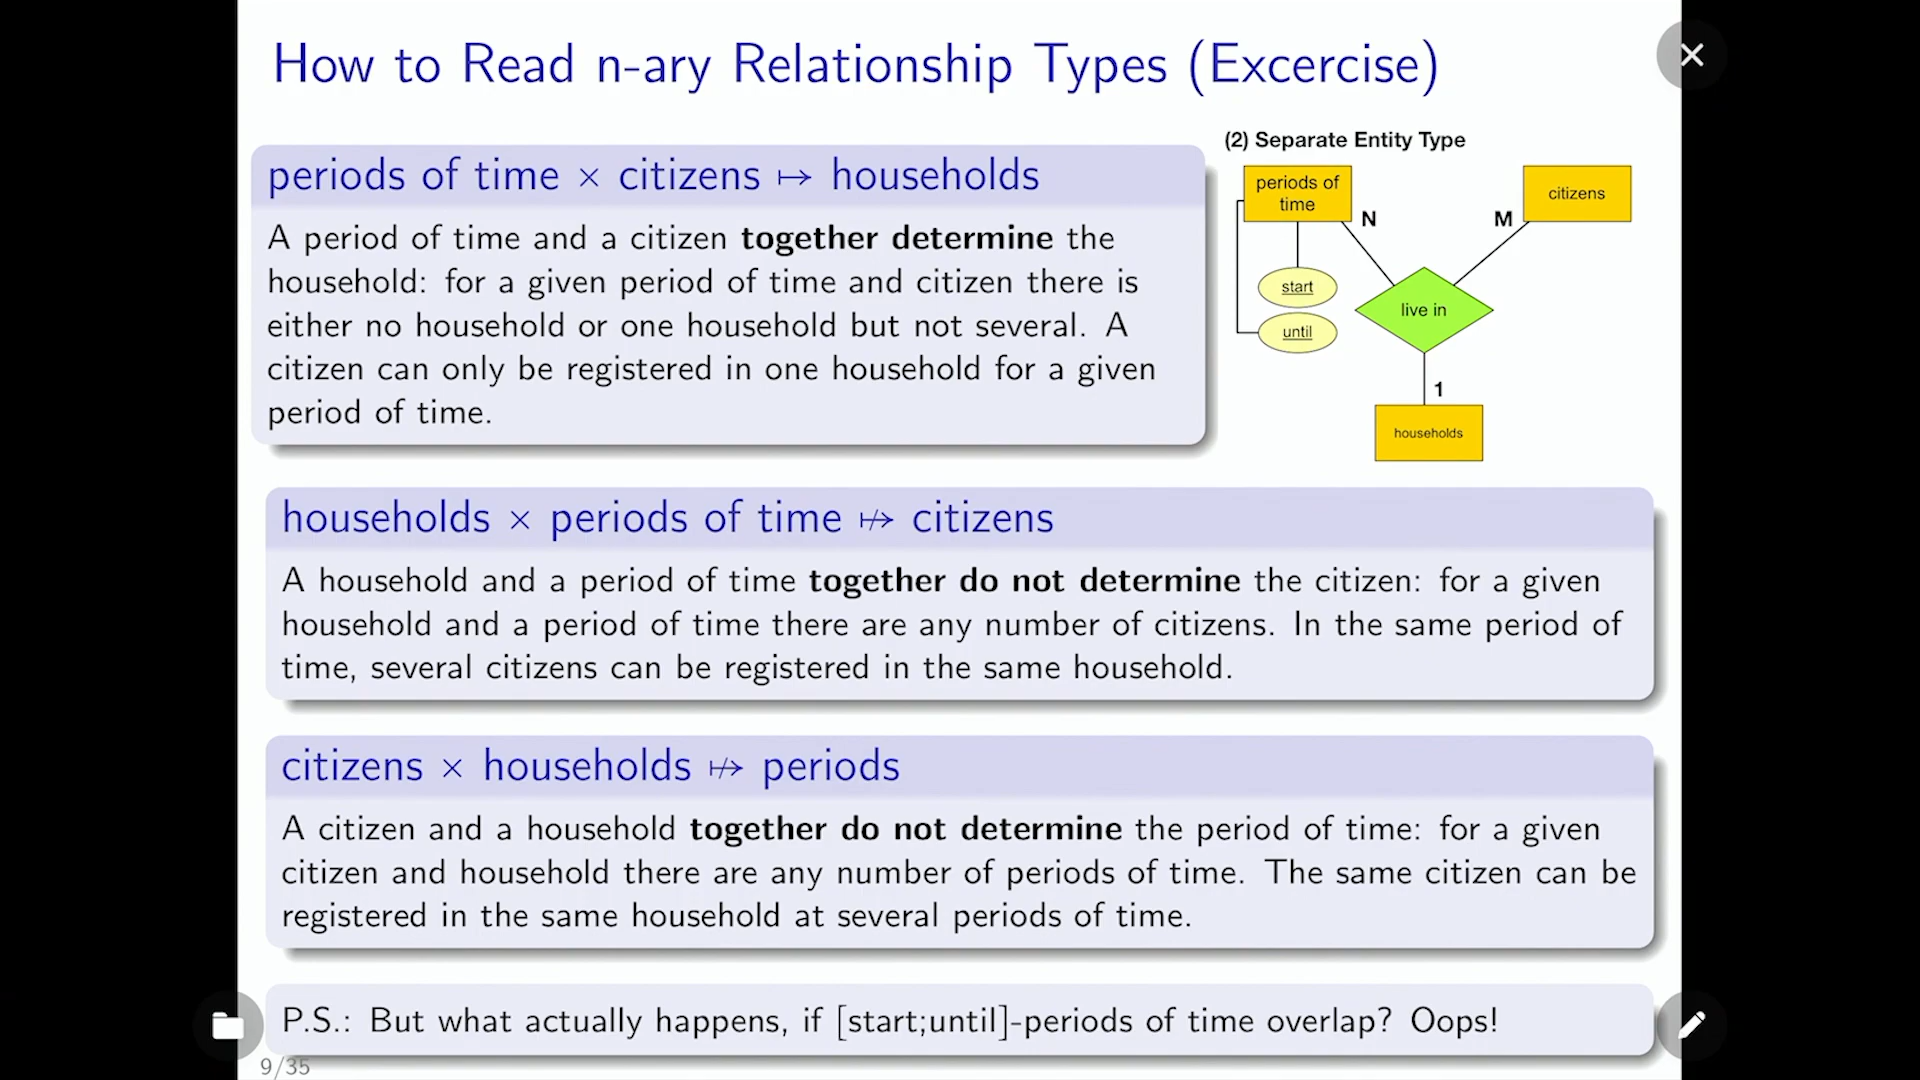 How to Read n-ary Relationship Types (Excercise)
periods of time × citizens ↦ households
A period of time and a citizen together determine the
household: for a given period of time and citizen there is
either no household or one household but not several. A
citizen can only be registered in one household for a given
period of time.
(2) Separate Entity Type
periods of
time
citizens
N
M
start
until
live in
1
households
households × periods of time ↦̸ citizens
A household and a period of time together do not determine the citizen: for a given
household and a period of time there are any number of citizens. In the same period of
time, several citizens can be registered in the same household.
citizens × households ↦̸ periods
A citizen and a household together do not determine the period of time: for a given
citizen and household there are any number of periods of time. The same citizen can be
registered in the same household at several periods of time.
P.S.: But what actually happens, if [start;until]-periods of time overlap? Oops!
9/35